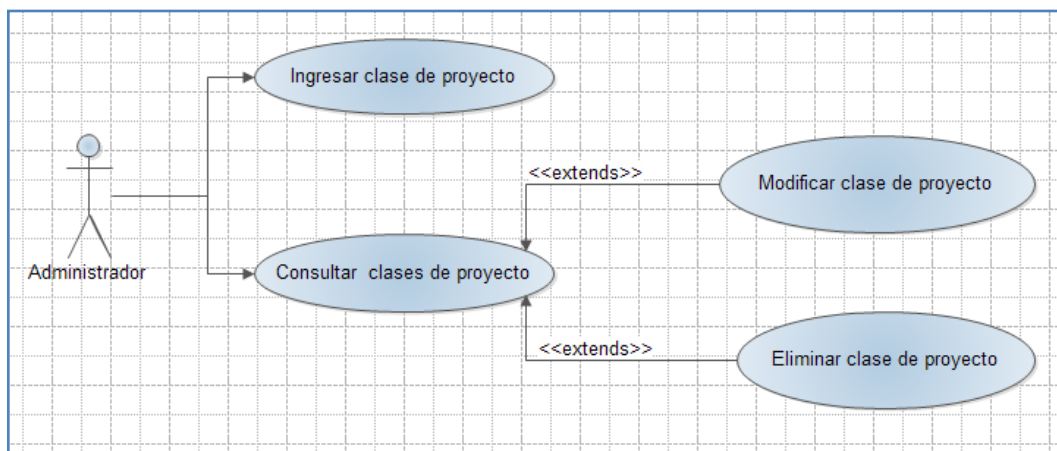 Ingresar clase de proyecto
<<extends>>
Modificar clase de proyecto
Administrador
Consultar clases de proyecto
<<extends>>
Eliminar clase de proyecto